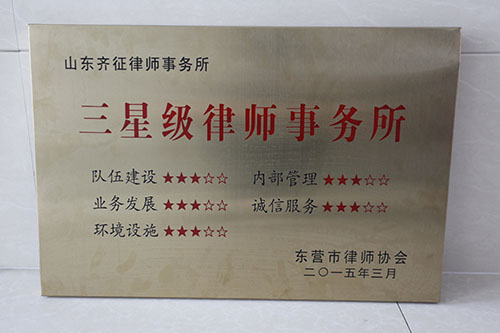 山东齐征律师事务所
三星级律师事务所
队伍建设★★★☆☆ 内部管理★★★☆☆
业务发展★★★☆☆ 诚信服务★★★☆☆
环境设施★★★☆☆
东营市律师协会
二〇一五年三月